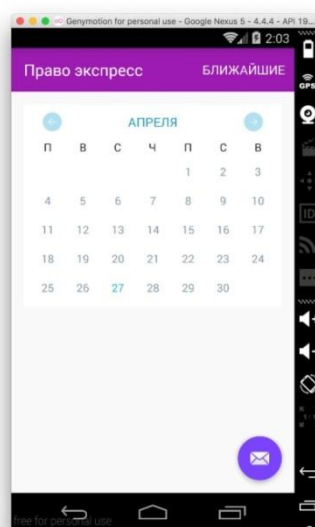 Genymotion for personal use - Google Nexus 5 - 4.4.4 - API 19...
2:03
Право экспресс БЛИЖАЙШИЕ
АПРЕЛЯ
П В С Ч П С В
1 2 3
4 5 6 7 8 9 10
11 12 13 14 15 16 17
18 19 20 21 22 23 24
25 26 27 28 29 30
GPS
ID
free for personal use